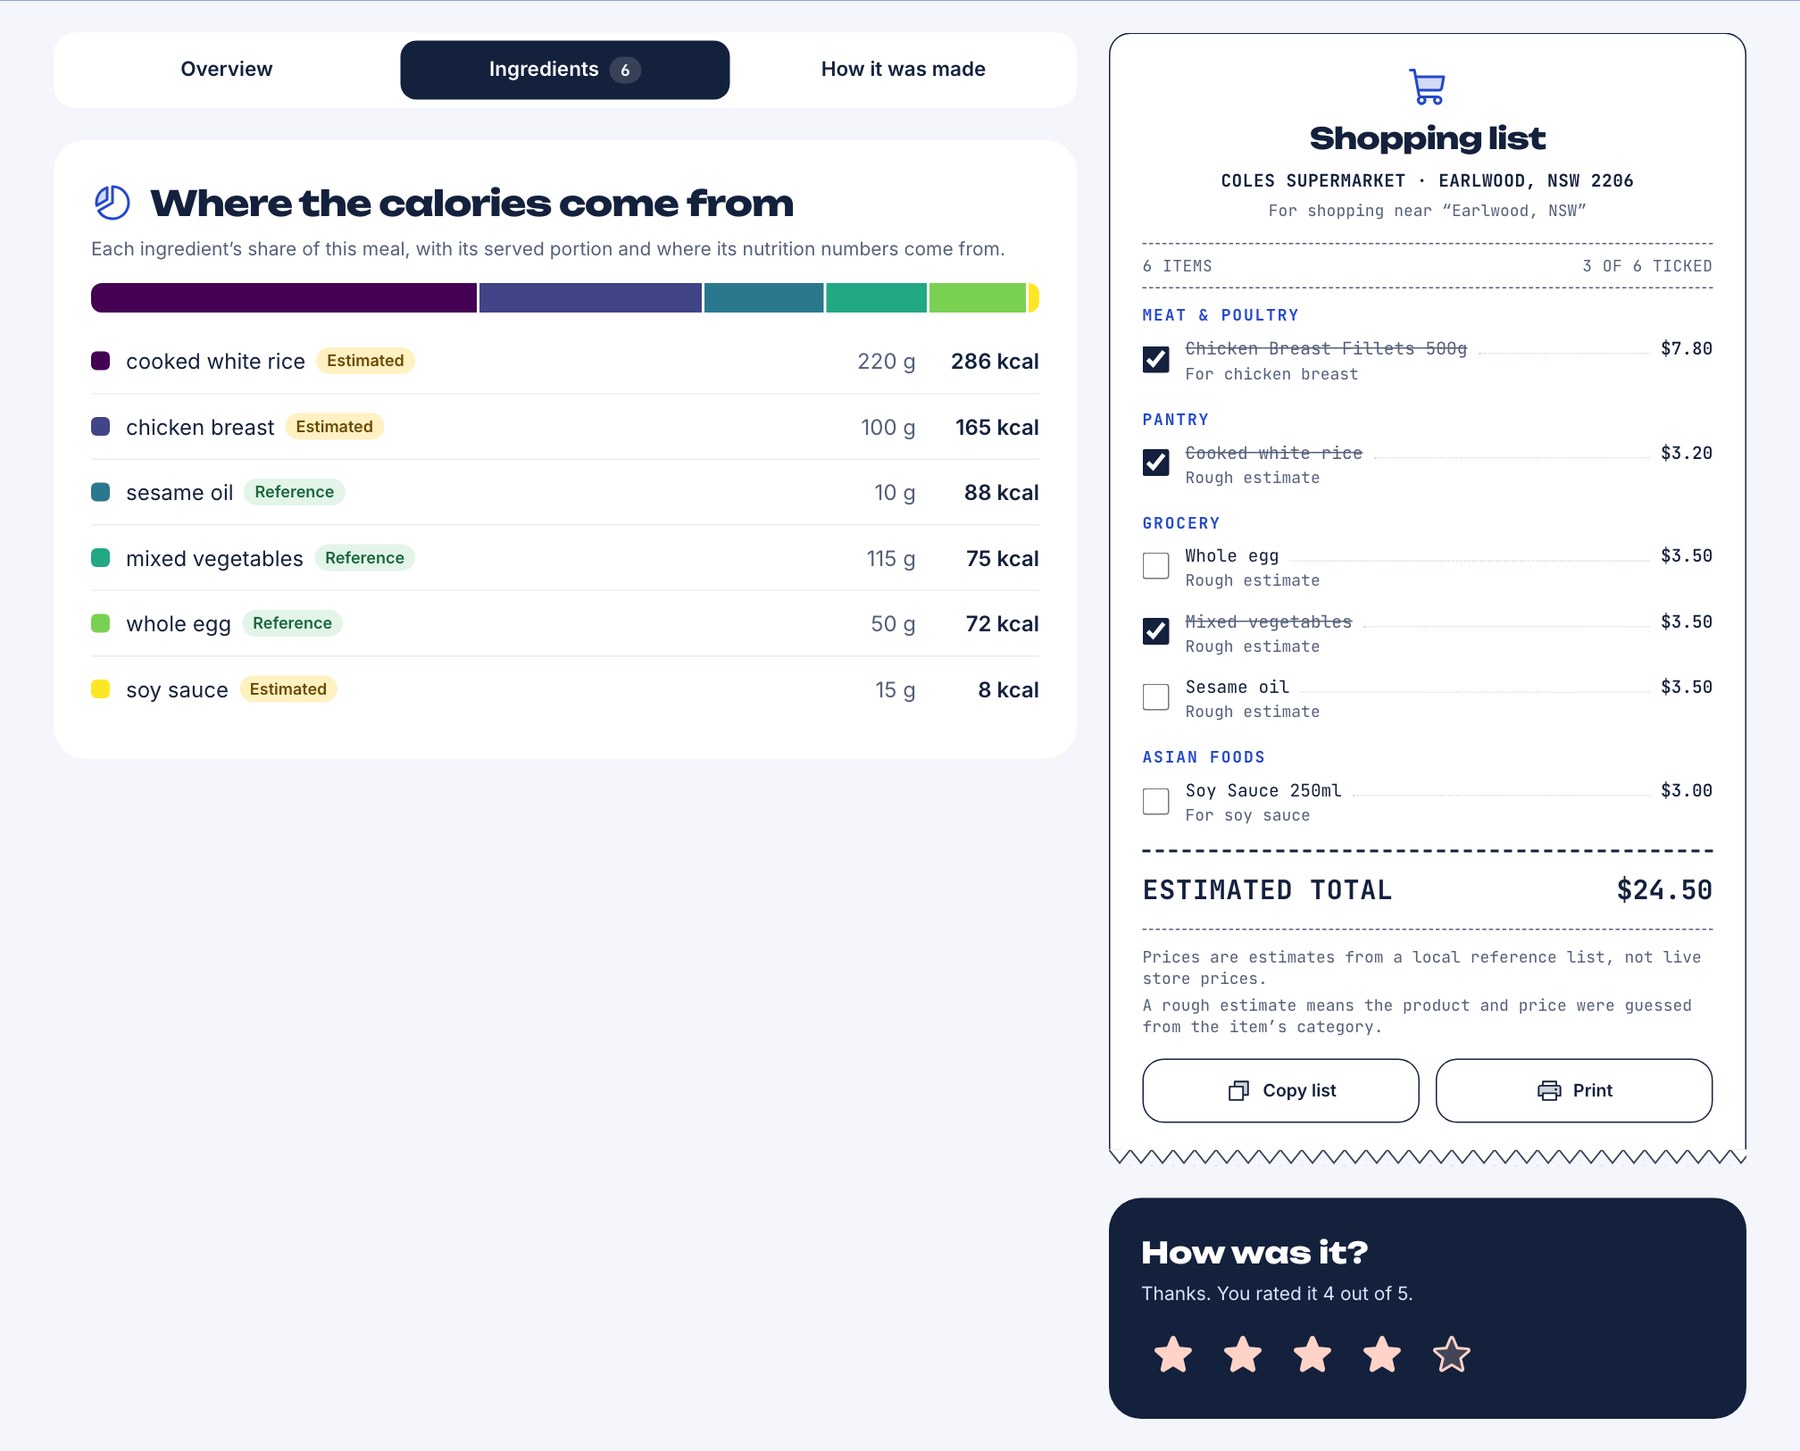 Overview
Ingredients 6
How it was made
Where the calories come from
Each ingredient’s share of this meal, with its served portion and where its nutrition numbers come from.
cooked white rice Estimated 220 g 286 kcal
chicken breast Estimated 100 g 165 kcal
sesame oil Reference 10 g 88 kcal
mixed vegetables Reference 115 g 75 kcal
whole egg Reference 50 g 72 kcal
soy sauce Estimated 15 g 8 kcal
Shopping list
COLES SUPERMARKET · EARLWOOD, NSW 2206
For shopping near “Earlwood, NSW”
6 ITEMS 3 OF 6 TICKED
MEAT & POULTRY
Chicken Breast Fillets 500g $7.80
For chicken breast
PANTRY
Cooked white rice $3.20
Rough estimate
GROCERY
Whole egg $3.50
Rough estimate
Mixed vegetables $3.50
Rough estimate
Sesame oil $3.50
Rough estimate
ASIAN FOODS
Soy Sauce 250ml $3.00
For soy sauce
ESTIMATED TOTAL $24.50
Prices are estimates from a local reference list, not live
store prices.
A rough estimate means the product and price were guessed
from the item’s category.
Copy list
Print
How was it?
Thanks. You rated it 4 out of 5.